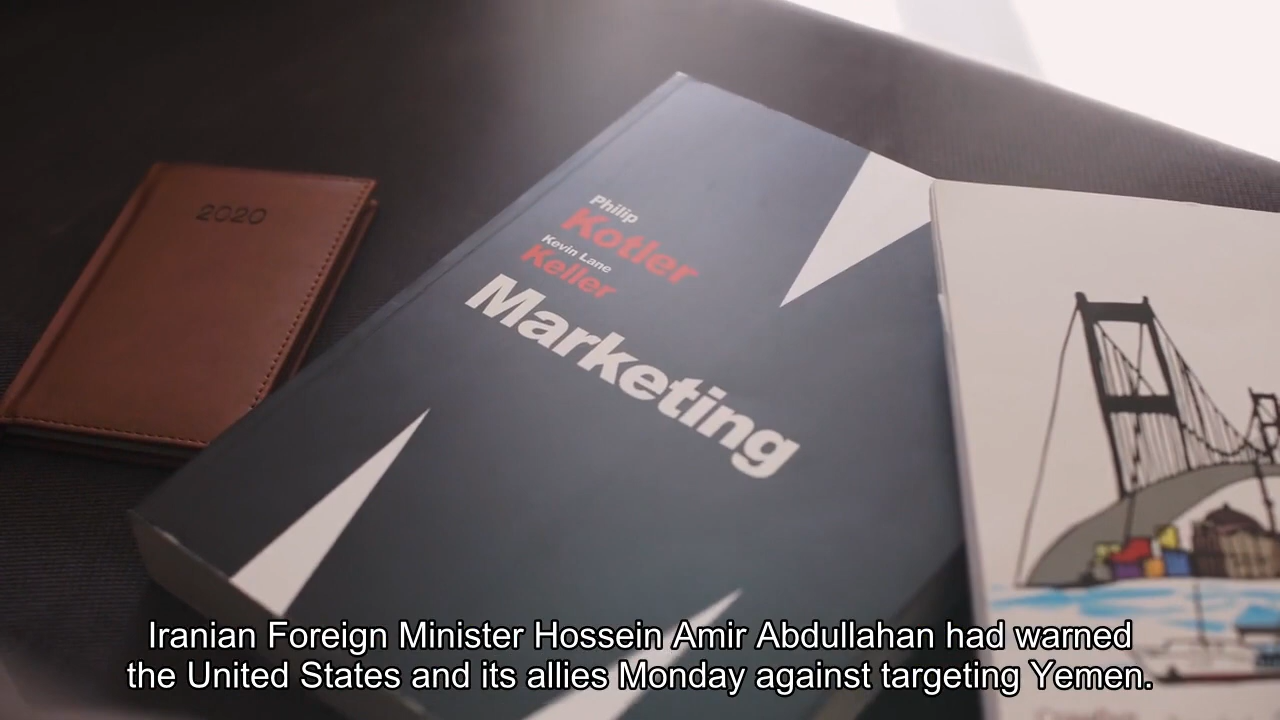 2020
Philip
Kotler
Kevin Lane
Keller
Marketing
Iranian Foreign Minister Hossein Amir Abdullahan had warned
the United States and its allies Monday against targeting Yemen.